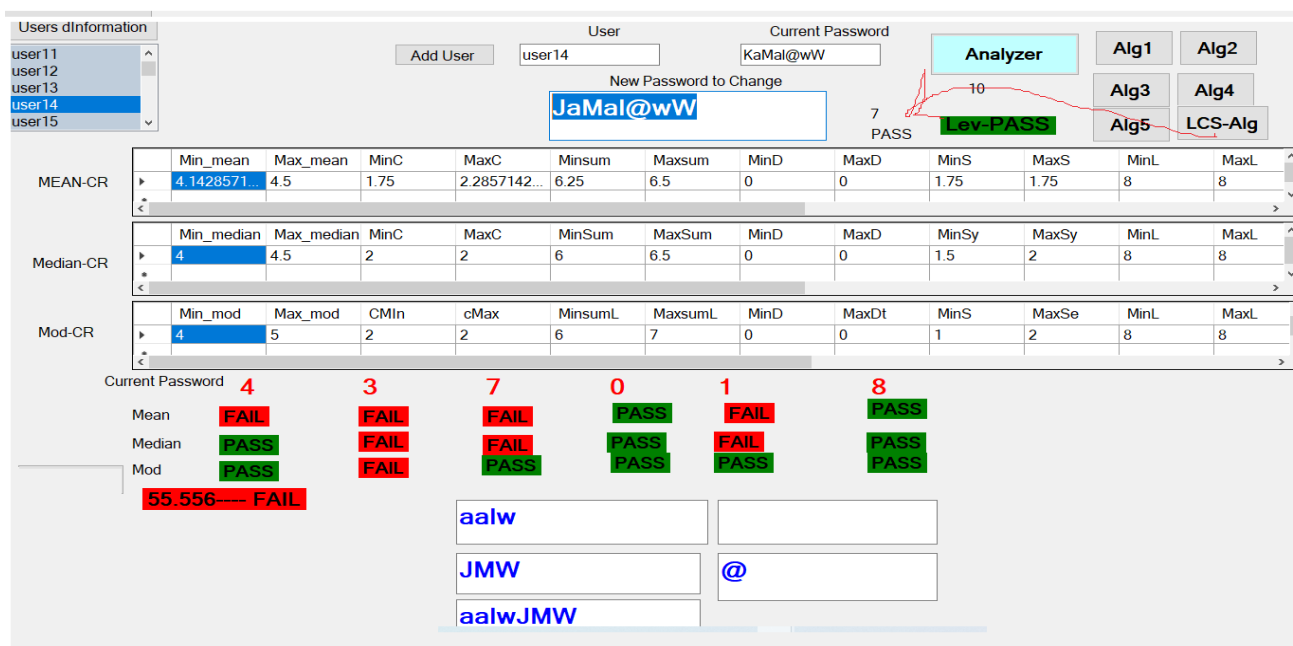 Users dInformation
user11
user12
user13
user14
user15
Add User
User
user14
Current Password
KaMal@wW
New Password to Change
JaMal@wW
7
PASS
Analyzer
10
Lev-PASS
Alg1 Alg2
Alg3 Alg4
Alg5 LCS-Alg
MEAN-CR
Min_mean Max_mean MinC MaxC Minsum Maxsum MinD MaxD MinS MaxS MinL MaxL
4.1428571... 4.5 1.75 2.2857142... 6.25 6.5 0 0 1.75 1.75 8 8
Median-CR
Min_median Max_median MinC MaxC MinSum MaxSum MinD MaxD MinSy MaxSy MinL MaxL
4 4.5 2 2 6 6.5 0 0 1.5 2 8 8
Mod-CR
Min_mod Max_mod CMIn cMax MinsumL MaxsumL MinD MaxDt MinS MaxSe MinL MaxL
4 5 2 2 6 7 0 0 1 2 8 8
Current Password 4 3 7 0 1 8
Mean FAIL FAIL FAIL PASS FAIL PASS
Median PASS FAIL FAIL PASS FAIL PASS
Mod PASS FAIL PASS PASS PASS PASS
55.556---- FAIL
aalw
JMW @
aalwJMW